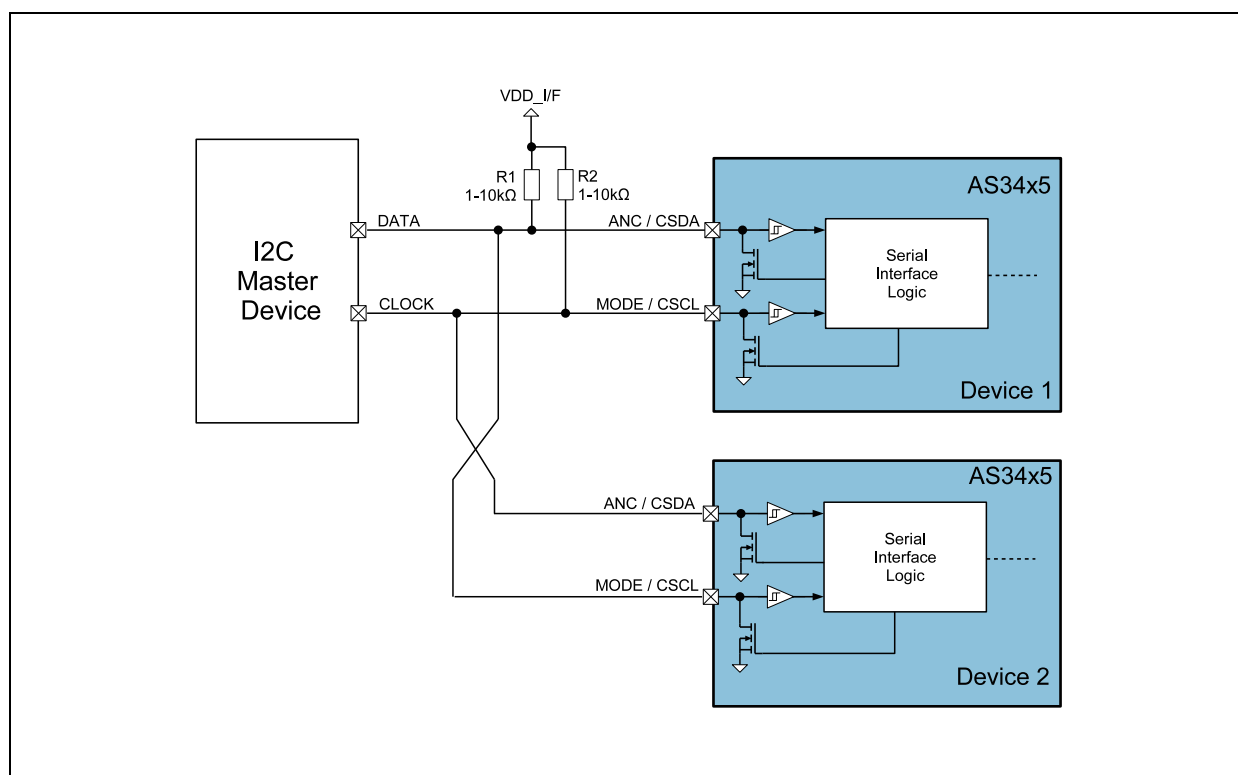 VDD_I/F
R1
1-10kΩ
R2
1-10kΩ
I2C
Master
Device
DATA
CLOCK
ANC / CSDA
MODE / CSCL
AS34x5
Serial
Interface
Logic
Device 1
ANC / CSDA
MODE / CSCL
AS34x5
Serial
Interface
Logic
Device 2